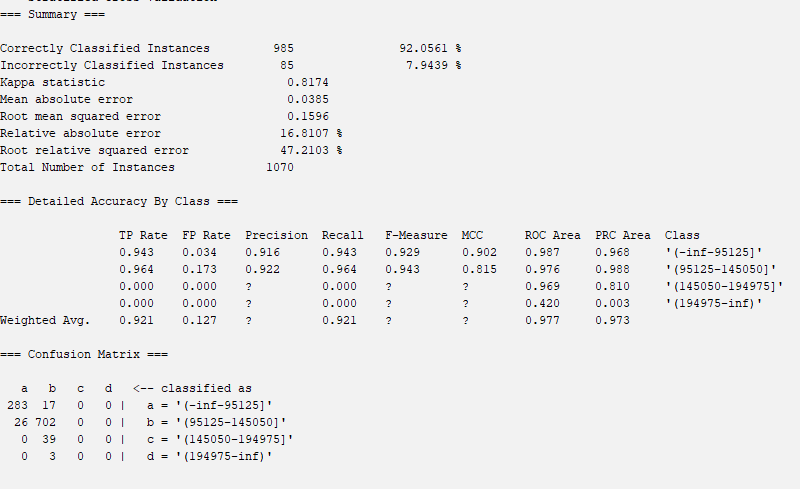 === Summary ===
Correctly Classified Instances 985 92.0561 %
Incorrectly Classified Instances 85 7.9439 %
Kappa statistic 0.8174
Mean absolute error 0.0385
Root mean squared error 0.1596
Relative absolute error 16.8107 %
Root relative squared error 47.2103 %
Total Number of Instances 1070
=== Detailed Accuracy By Class ===
TP Rate FP Rate Precision Recall F-Measure MCC ROC Area PRC Area Class
0.943 0.034 0.916 0.943 0.929 0.902 0.987 0.968 '(-inf-95125]'
0.964 0.173 0.922 0.964 0.943 0.815 0.976 0.988 '(95125-145050]'
0.000 0.000 ? 0.000 ? ? 0.969 0.810 '(145050-194975]'
0.000 0.000 ? 0.000 ? ? 0.420 0.003 '(194975-inf)'
Weighted Avg. 0.921 0.127 ? 0.921 ? ? 0.977 0.973
=== Confusion Matrix ===
a b c d <-- classified as
283 17 0 0 | a = '(-inf-95125]'
26 702 0 0 | b = '(95125-145050]'
0 39 0 0 | c = '(145050-194975]'
0 3 0 0 | d = '(194975-inf)'